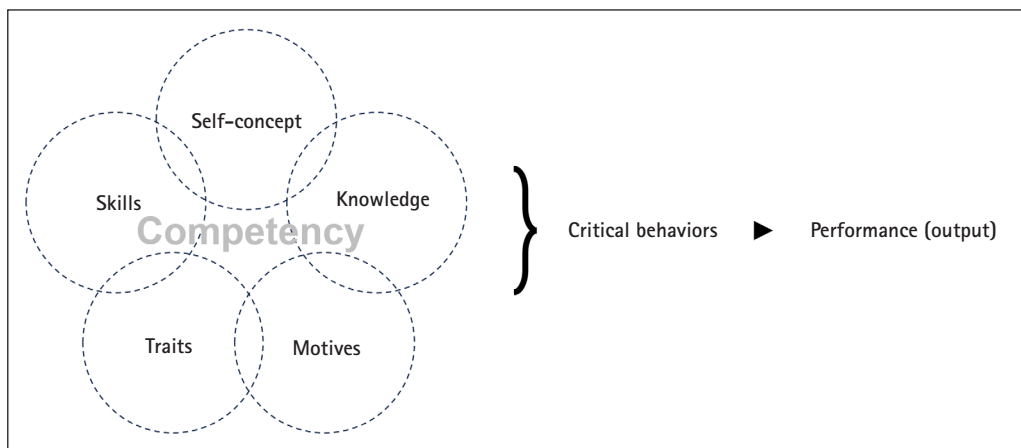 Self-concept
Skills
Knowledge
Competency
Critical behaviors
Performance (output)
Traits
Motives